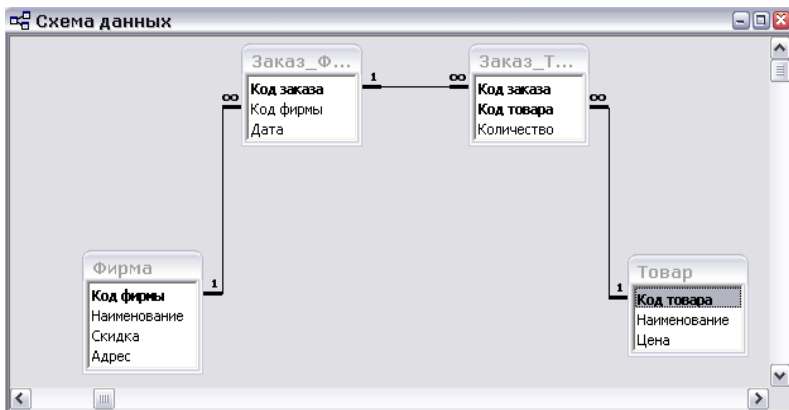 Схема данных
Заказ_Ф...
Код заказа
Код фирмы
Дата
1
∞
Заказ_Т...
Код заказа
Код товара
Количество
∞
∞
Фирма
Код фирмы
Наименование
Скидка
Адрес
1
Товар
Код товара
Наименование
Цена
1